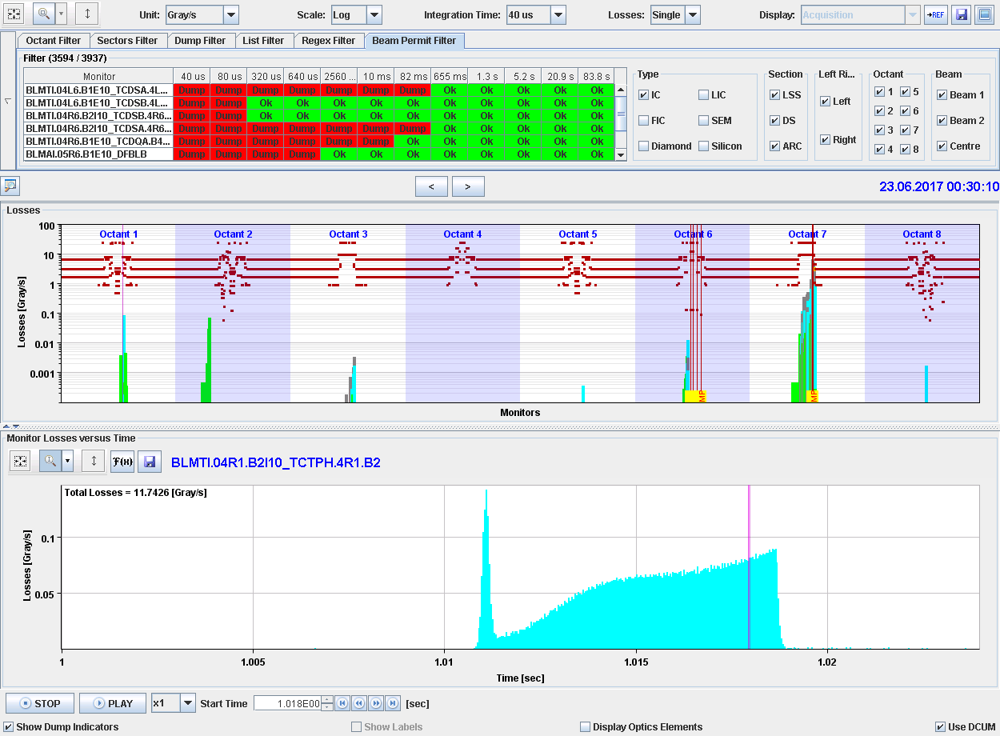 Unit: Gray/s Scale: Log Integration Time: 40 us Losses: Single Display: Acquisition →REF
Octant Filter Sectors Filter Dump Filter List Filter Regex Filter Beam Permit Filter
Filter (3594 / 3937)
Monitor 40 us 80 us 320 us 640 us 2560 ... 10 ms 82 ms 655 ms 1.3 s 5.2 s 20.9 s 83.8 s
BLMTI.04L6.B1E10_TCDSA.4L... Dump Dump Dump Dump Dump Dump Dump Ok Ok Ok Ok Ok
BLMTI.04L6.B1E10_TCDSB.4L... Dump Dump Ok Ok Ok Ok Ok Ok Ok Ok Ok Ok
BLMTI.04R6.B2I10_TCDSB.4R6... Dump Dump Ok Ok Ok Ok Ok Ok Ok Ok Ok Ok
BLMTI.04R6.B2I10_TCDSA.4R6... Dump Dump Dump Dump Dump Dump Dump Ok Ok Ok Ok Ok
BLMTI.04R6.B1E10_TCDQA.B4... Dump Dump Dump Dump Dump Dump Ok Ok Ok Ok Ok Ok
BLMAI.05R6.B1E10_DFBLB Dump Dump Dump Dump Ok Ok Ok Ok Ok Ok Ok Ok
Type
IC LIC
FIC SEM
Diamond Silicon
Section
LSS
DS
ARC
Left Ri...
Left
Right
Octant
1 5
2 6
3 7
4 8
Beam
Beam 1
Beam 2
Centre
< >
23.06.2017 00:30:10
Losses
Octant 1 Octant 2 Octant 3 Octant 4 Octant 5 Octant 6 Octant 7 Octant 8
100
10
1
0.1
0.01
0.001
Losses [Gray/s]
MP
MP
Monitors
Monitor Losses versus Time
F(x)
BLMTI.04R1.B2I10_TCTPH.4R1.B2
Total Losses = 11.7426 [Gray/s]
0.1
0.05
Losses [Gray/s]
1 1.005 1.01 1.015 1.02
Time [sec]
STOP PLAY x1 Start Time 1.018E00 [sec]
Show Dump Indicators Show Labels Display Optics Elements Use DCUM